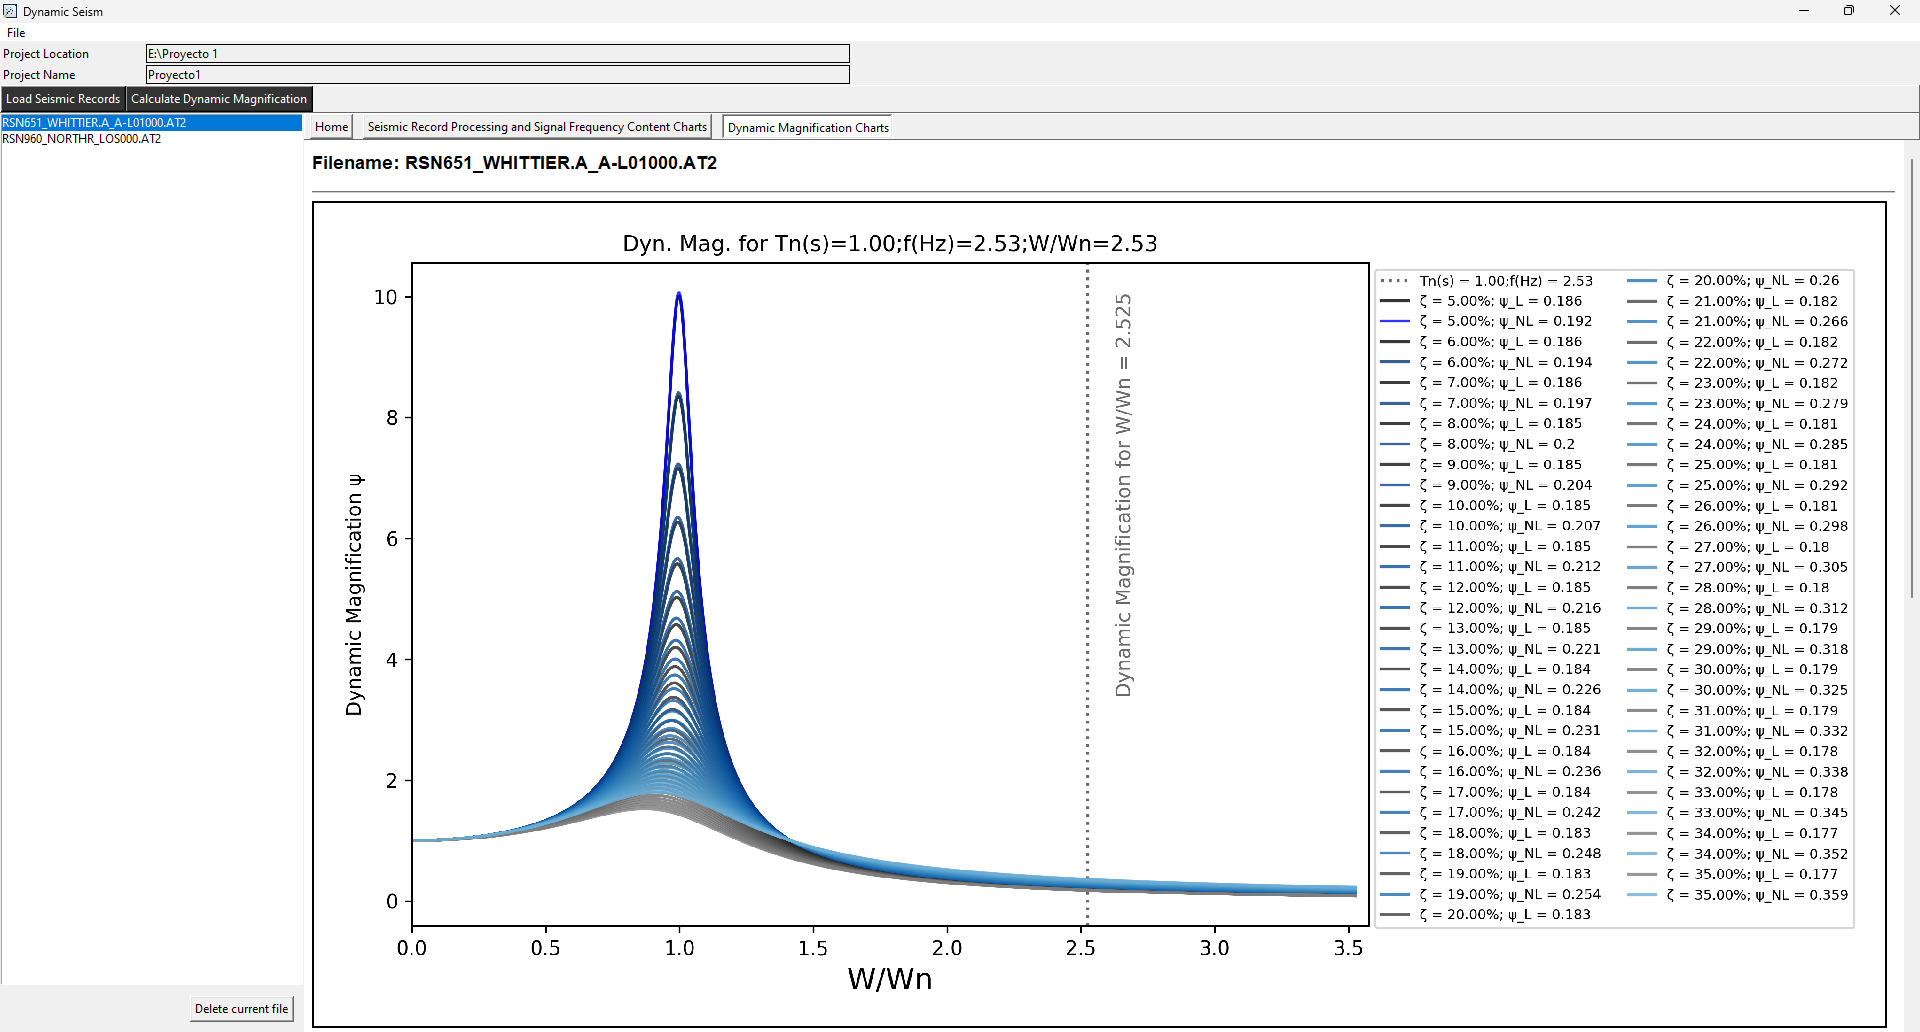 Dynamic Seism
File
Project Location
E:\Proyecto 1
Project Name
Proyecto1
Load Seismic Records
Calculate Dynamic Magnification
RSN651_WHITTIER.A_A-L01000.AT2
RSN960_NORTHR_LOS000.AT2
Delete current file
Home
Seismic Record Processing and Signal Frequency Content Charts
Dynamic Magnification Charts
Filename: RSN651_WHITTIER.A_A-L01000.AT2
Dyn. Mag. for Tn(s)=1.00;f(Hz)=2.53;W/Wn=2.53
Dynamic Magnification ψ
10
8
6
4
2
0
0.0
0.5
1.0
1.5
2.0
2.5
3.0
3.5
W/Wn
Dynamic Magnification for W/Wn = 2.525
Tn(s) = 1.00;f(Hz) = 2.53
ζ = 5.00%; ψ_L = 0.186
ζ = 5.00%; ψ_NL = 0.192
ζ = 6.00%; ψ_L = 0.186
ζ = 6.00%; ψ_NL = 0.194
ζ = 7.00%; ψ_L = 0.186
ζ = 7.00%; ψ_NL = 0.197
ζ = 8.00%; ψ_L = 0.185
ζ = 8.00%; ψ_NL = 0.2
ζ = 9.00%; ψ_L = 0.185
ζ = 9.00%; ψ_NL = 0.204
ζ = 10.00%; ψ_L = 0.185
ζ = 10.00%; ψ_NL = 0.207
ζ = 11.00%; ψ_L = 0.185
ζ = 11.00%; ψ_NL = 0.212
ζ = 12.00%; ψ_L = 0.185
ζ = 12.00%; ψ_NL = 0.216
ζ = 13.00%; ψ_L = 0.185
ζ = 13.00%; ψ_NL = 0.221
ζ = 14.00%; ψ_L = 0.184
ζ = 14.00%; ψ_NL = 0.226
ζ = 15.00%; ψ_L = 0.184
ζ = 15.00%; ψ_NL = 0.231
ζ = 16.00%; ψ_L = 0.184
ζ = 16.00%; ψ_NL = 0.236
ζ = 17.00%; ψ_L = 0.184
ζ = 17.00%; ψ_NL = 0.242
ζ = 18.00%; ψ_L = 0.183
ζ = 18.00%; ψ_NL = 0.248
ζ = 19.00%; ψ_L = 0.183
ζ = 19.00%; ψ_NL = 0.254
ζ = 20.00%; ψ_L = 0.183
ζ = 20.00%; ψ_NL = 0.26
ζ = 21.00%; ψ_L = 0.182
ζ = 21.00%; ψ_NL = 0.266
ζ = 22.00%; ψ_L = 0.182
ζ = 22.00%; ψ_NL = 0.272
ζ = 23.00%; ψ_L = 0.182
ζ = 23.00%; ψ_NL = 0.279
ζ = 24.00%; ψ_L = 0.181
ζ = 24.00%; ψ_NL = 0.285
ζ = 25.00%; ψ_L = 0.181
ζ = 25.00%; ψ_NL = 0.292
ζ = 26.00%; ψ_L = 0.181
ζ = 26.00%; ψ_NL = 0.298
ζ = 27.00%; ψ_L = 0.18
ζ = 27.00%; ψ_NL = 0.305
ζ = 28.00%; ψ_L = 0.18
ζ = 28.00%; ψ_NL = 0.312
ζ = 29.00%; ψ_L = 0.179
ζ = 29.00%; ψ_NL = 0.318
ζ = 30.00%; ψ_L = 0.179
ζ = 30.00%; ψ_NL = 0.325
ζ = 31.00%; ψ_L = 0.179
ζ = 31.00%; ψ_NL = 0.332
ζ = 32.00%; ψ_L = 0.178
ζ = 32.00%; ψ_NL = 0.338
ζ = 33.00%; ψ_L = 0.178
ζ = 33.00%; ψ_NL = 0.345
ζ = 34.00%; ψ_L = 0.177
ζ = 34.00%; ψ_NL = 0.352
ζ = 35.00%; ψ_L = 0.177
ζ = 35.00%; ψ_NL = 0.359